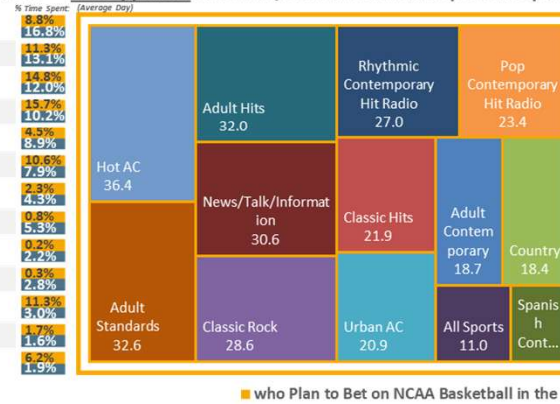 % Time Spent: (Average Day)
8.8%
16.8%
11.3%
13.1%
14.8%
12.0%
15.7%
10.2%
4.5%
8.9%
10.6%
7.9%
2.3%
4.3%
0.8%
5.3%
0.2%
2.2%
0.3%
2.8%
11.3%
3.0%
1.7%
1.6%
6.2%
1.9%
Hot AC
36.4
Adult
Standards
32.6
Adult Hits
32.0
News/Talk/Informat
ion
30.6
Classic Rock
28.6
Rhythmic
Contemporary
Hit Radio
27.0
Pop
Contemporary
Hit Radio
23.4
Classic Hits
21.9
Urban AC
20.9
Adult
Contem
porary
18.7
Country
18.4
All Sports
11.0
Spanis
h
Cont...
who Plan to Bet on NCAA Basketball in the